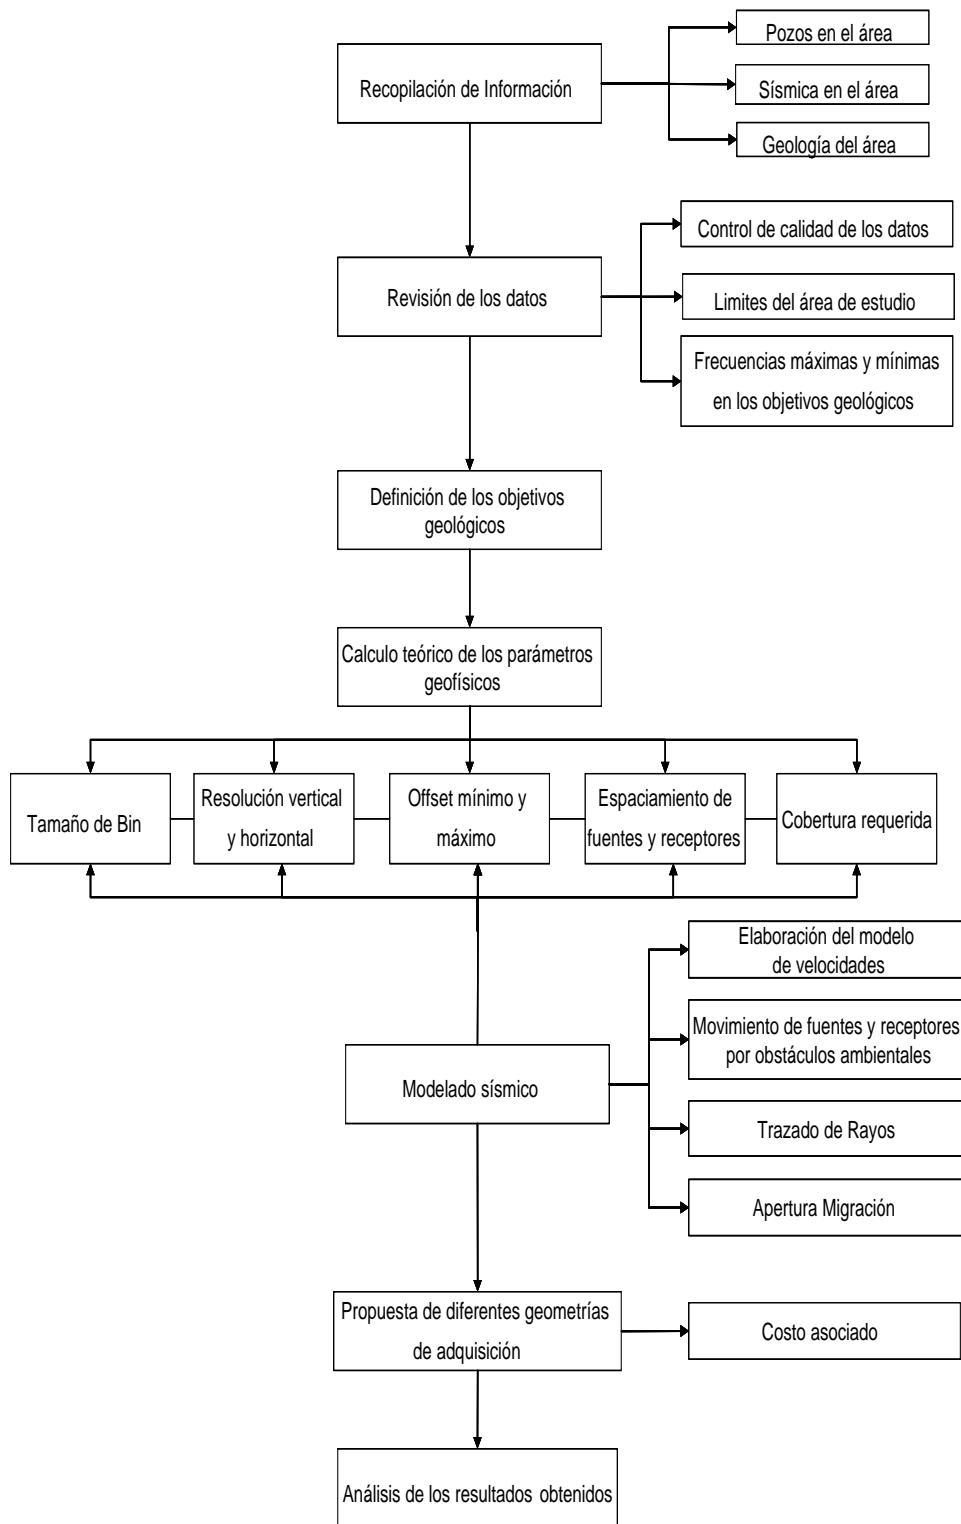 Pozos en el área
Recopilación de Información
Sísmica en el área
Geología del área
Control de calidad de los datos
Revisión de los datos
Limites del área de estudio
Frecuencias máximas y mínimas
en los objetivos geológicos
Definición de los objetivos
geológicos
Calculo teórico de los parámetros
geofísicos
Tamaño de Bin
Resolución vertical
y horizontal
Offset mínimo y
máximo
Espaciamiento de
fuentes y receptores
Cobertura requerida
Elaboración del modelo
de velocidades
Movimiento de fuentes y receptores
por obstáculos ambientales
Modelado sísmico
Trazado de Rayos
Apertura Migración
Propuesta de diferentes geometrías
de adquisición
Costo asociado
Análisis de los resultados obtenidos